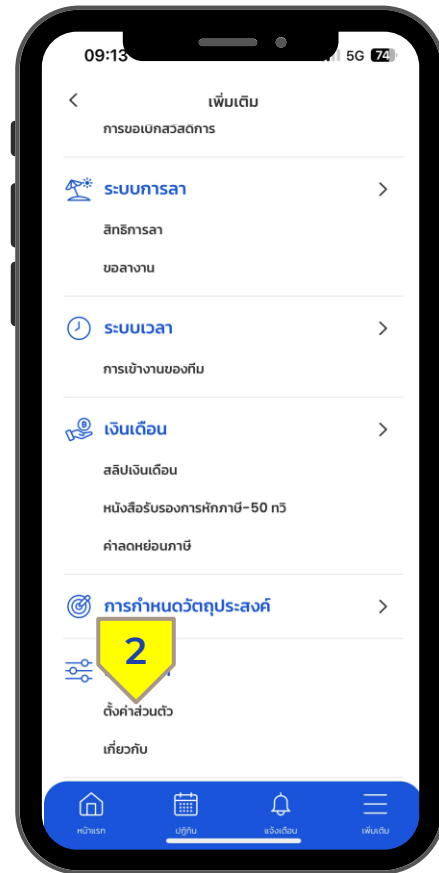 09:13
5G 74
เพิ่มเติม
การขอเบิกสวัสดิการ
ระบบการลา
สิทธิการลา
ขอลางาน
ระบบเวลา
การเข้างานของทีม
เงินเดือน
สลิปเงินเดือน
หนังสือรับรองการหักภาษี-50 ทวิ
ค่าลดหย่อนภาษี
การกำหนดวัตถุประสงค์
2
ตั้งค่าส่วนตัว
เกี่ยวกับ
หน้าแรก ปฏิทิน แจ้งเตือน เพิ่มเติม